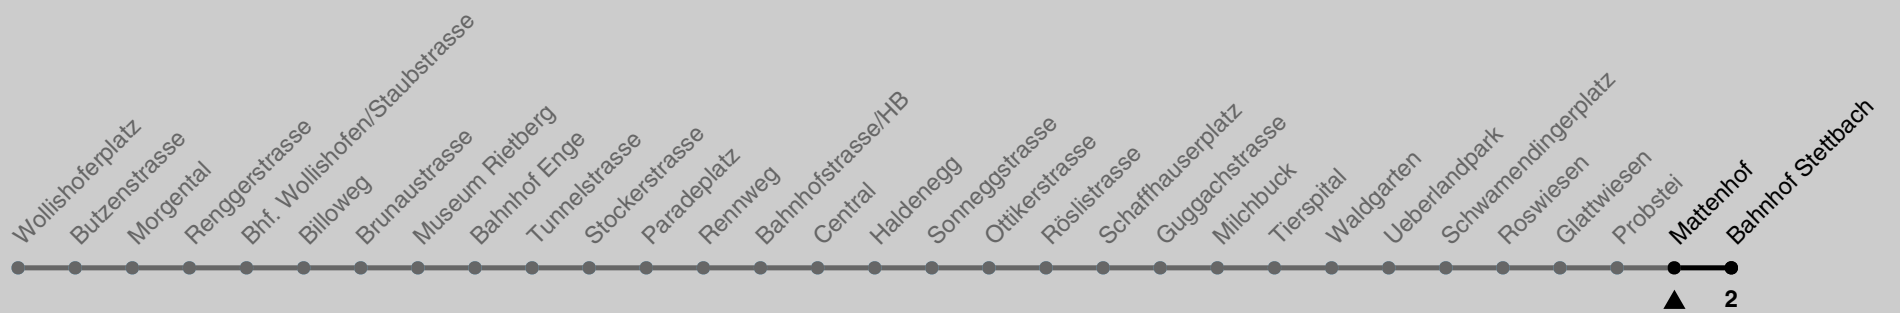 Wollishoferplatz
Butzenstrasse
Morgental
Renggerstrasse
Bhf. Wollishofen/Staubstrasse
Billoweg
Brunaustrasse
Museum Rietberg
Bahnhof Enge
Tunnelstrasse
Stockerstrasse
Paradeplatz
Rennweg
Bahnhofstrasse/HB
Central
Haldenegg
Sonneggstrasse
Ottikerstrasse
Röslistrasse
Schaffhauserplatz
Guggachstrasse
Milchbuck
Tierspital
Waldgarten
Ueberlandpark
Schwamendingerplatz
Roswiesen
Glattwiesen
Probstei
Mattenhof
Bahnhof Stettbach
2